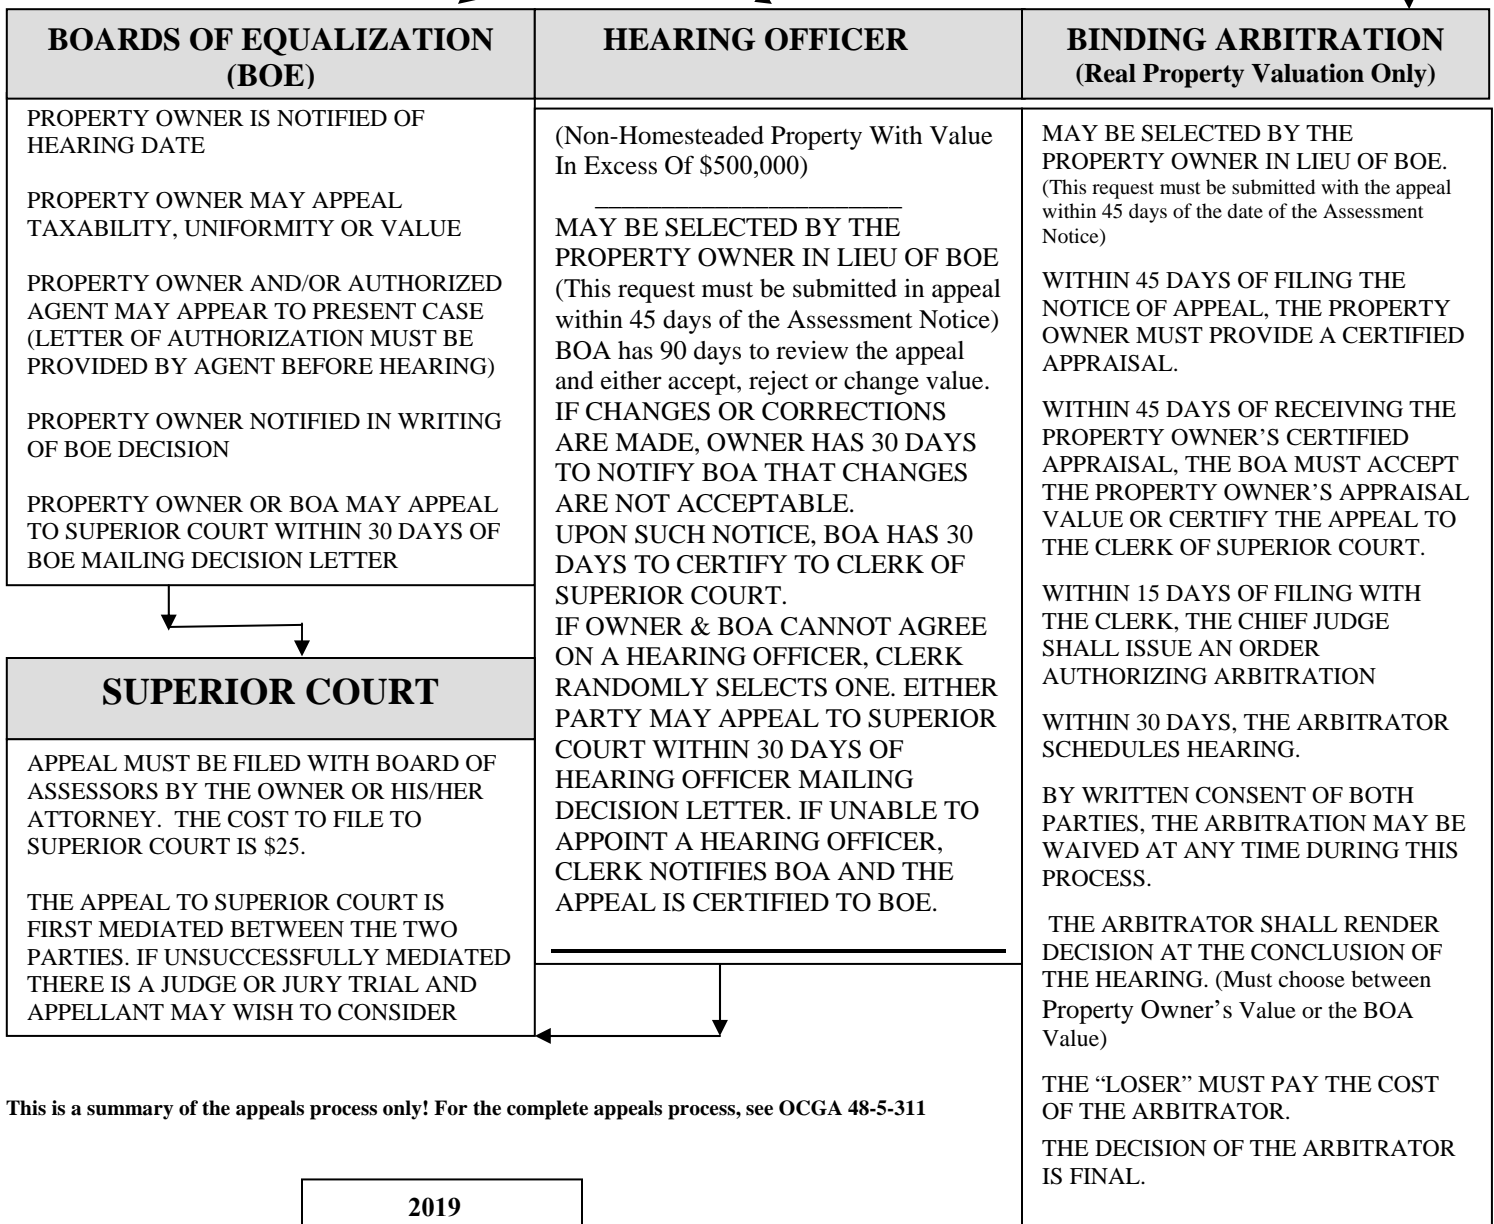 BOARDS OF EQUALIZATION
(BOE)
PROPERTY OWNER IS NOTIFIED OF
HEARING DATE
PROPERTY OWNER MAY APPEAL
TAXABILITY, UNIFORMITY OR VALUE
PROPERTY OWNER AND/OR AUTHORIZED
AGENT MAY APPEAR TO PRESENT CASE
(LETTER OF AUTHORIZATION MUST BE
PROVIDED BY AGENT BEFORE HEARING)
PROPERTY OWNER NOTIFIED IN WRITING
OF BOE DECISION
PROPERTY OWNER OR BOA MAY APPEAL
TO SUPERIOR COURT WITHIN 30 DAYS OF
BOE MAILING DECISION LETTER
SUPERIOR COURT
APPEAL MUST BE FILED WITH BOARD OF
ASSESSORS BY THE OWNER OR HIS/HER
ATTORNEY.  THE COST TO FILE TO
SUPERIOR COURT IS $25.
THE APPEAL TO SUPERIOR COURT IS
FIRST MEDIATED BETWEEN THE TWO
PARTIES. IF UNSUCCESSFULLY MEDIATED
THERE IS A JUDGE OR JURY TRIAL AND
APPELLANT MAY WISH TO CONSIDER
HEARING OFFICER
(Non-Homesteaded Property With Value
In Excess Of $500,000)
MAY BE SELECTED BY THE
PROPERTY OWNER IN LIEU OF BOE
(This request must be submitted in appeal
within 45 days of the Assessment Notice)
BOA has 90 days to review the appeal
and either accept, reject or change value.
IF CHANGES OR CORRECTIONS
ARE MADE, OWNER HAS 30 DAYS
TO NOTIFY BOA THAT CHANGES
ARE NOT ACCEPTABLE.
UPON SUCH NOTICE, BOA HAS 30
DAYS TO CERTIFY TO CLERK OF
SUPERIOR COURT.
IF OWNER & BOA CANNOT AGREE
ON A HEARING OFFICER, CLERK
RANDOMLY SELECTS ONE. EITHER
PARTY MAY APPEAL TO SUPERIOR
COURT WITHIN 30 DAYS OF
HEARING OFFICER MAILING
DECISION LETTER. IF UNABLE TO
APPOINT A HEARING OFFICER,
CLERK NOTIFIES BOA AND THE
APPEAL IS CERTIFIED TO BOE.
BINDING ARBITRATION
(Real Property Valuation Only)
MAY BE SELECTED BY THE
PROPERTY OWNER IN LIEU OF BOE.
(This request must be submitted with the appeal
within 45 days of the date of the Assessment
Notice)
WITHIN 45 DAYS OF FILING THE
NOTICE OF APPEAL, THE PROPERTY
OWNER MUST PROVIDE A CERTIFIED
APPRAISAL.
WITHIN 45 DAYS OF RECEIVING THE
PROPERTY OWNER’S CERTIFIED
APPRAISAL, THE BOA MUST ACCEPT
THE PROPERTY OWNER’S APPRAISAL
VALUE OR CERTIFY THE APPEAL TO
THE CLERK OF SUPERIOR COURT.
WITHIN 15 DAYS OF FILING WITH
THE CLERK, THE CHIEF JUDGE
SHALL ISSUE AN ORDER
AUTHORIZING ARBITRATION
WITHIN 30 DAYS, THE ARBITRATOR
SCHEDULES HEARING.
BY WRITTEN CONSENT OF BOTH
PARTIES, THE ARBITRATION MAY BE
WAIVED AT ANY TIME DURING THIS
PROCESS.
THE ARBITRATOR SHALL RENDER
DECISION AT THE CONCLUSION OF
THE HEARING. (Must choose between
Property Owner’s Value or the BOA
Value)
THE “LOSER” MUST PAY THE COST
OF THE ARBITRATOR.
THE DECISION OF THE ARBITRATOR
IS FINAL.
This is a summary of the appeals process only! For the complete appeals process, see OCGA 48-5-311
2019